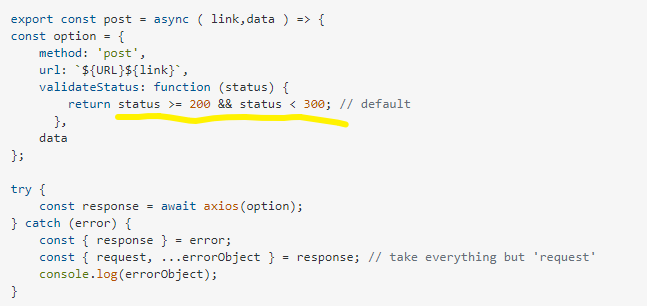 export const post = async ( link,data ) => {
const option = {
    method: 'post',
    url: `${URL}${link}`,
    validateStatus: function (status) {
        return status >= 200 && status < 300; // default
      },
    data
};

try {
    const response = await axios(option);
} catch (error) {
    const { response } = error;
    const { request, ...errorObject } = response; // take everything but 'request'
    console.log(errorObject);
}